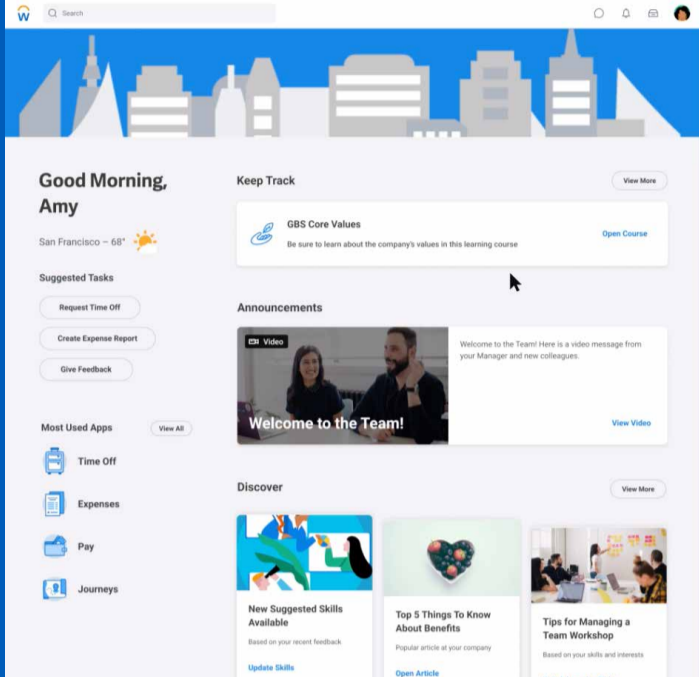 Search
Good Morning,
Amy
San Francisco – 68°
Suggested Tasks
Request Time Off
Create Expense Report
Give Feedback
Most Used Apps
View All
Time Off
Expenses
Pay
Journeys
Keep Track
View More
GBS Core Values
Be sure to learn about the company's values in this learning course
Open Course
Announcements
Video
Welcome to the Team!
Welcome to the Team! Here is a video message from
your Manager and new colleagues.
View Video
Discover
View More
New Suggested Skills
Available
Based on your recent feedback
Update Skills
Top 5 Things To Know
About Benefits
Popular article at your company
Open Article
Tips for Managing a
Team Workshop
Based on your skills and interests